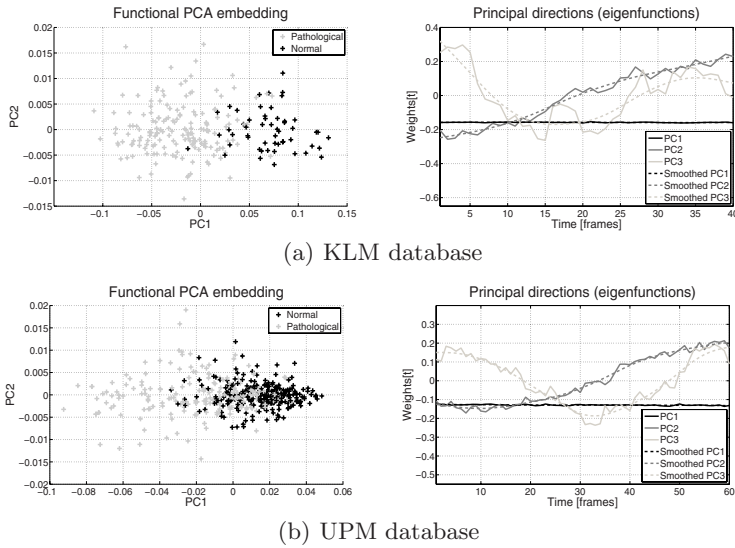 Functional PCA embedding
Pathological
Normal
0.02
0.015
0.01
0.005
0
-0.005
-0.01
-0.015
PC2
-0.1
-0.05
0
0.05
0.1
0.15
PC1
Principal directions (eigenfunctions)
0.4
0.2
0
-0.2
-0.4
-0.6
Weights[t]
PC1
PC2
PC3
Smoothed PC1
Smoothed PC2
Smoothed PC3
5
10
15
20
25
30
35
40
Time [frames]
(a) KLM database
Functional PCA embedding
Normal
Pathological
0.02
0.015
0.01
0.005
0
-0.005
-0.01
-0.015
-0.02
PC2
-0.1
-0.08
-0.06
-0.04
-0.02
0
0.02
0.04
0.06
PC1
Principal directions (eigenfunctions)
0.3
0.2
0.1
0
-0.1
-0.2
-0.3
-0.4
-0.5
Weights[t]
PC1
PC2
PC3
Smoothed PC1
Smoothed PC2
Smoothed PC3
10
20
30
40
50
60
Time [frames]
(b) UPM database